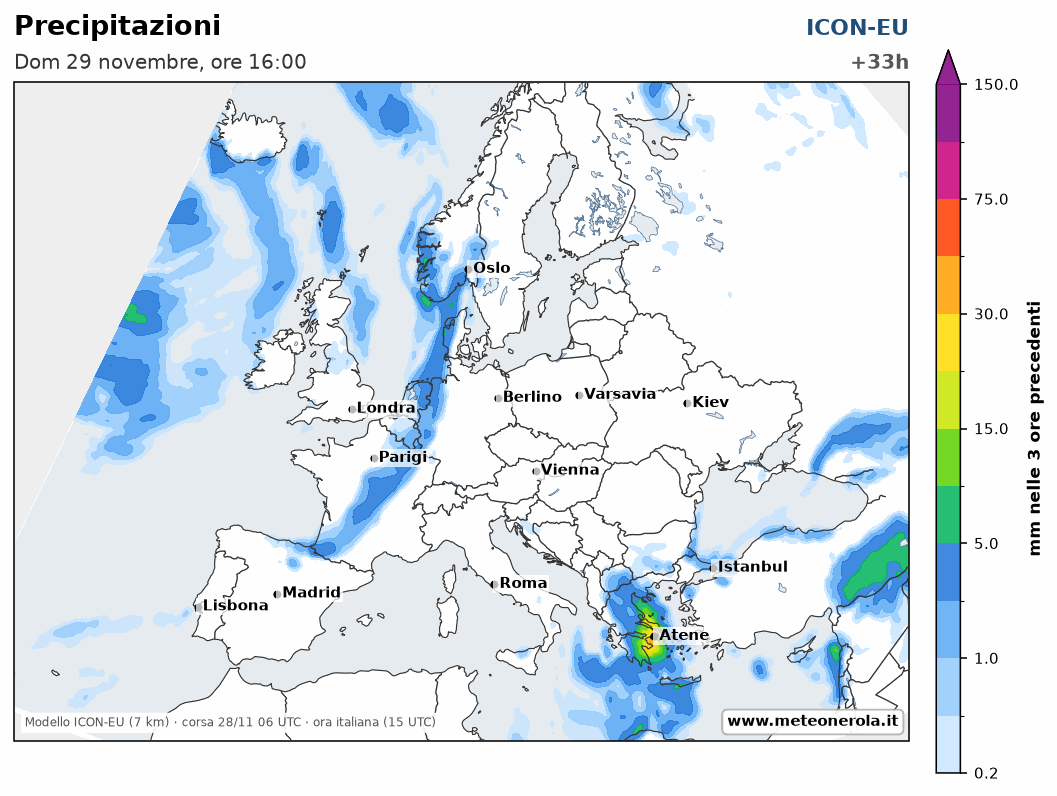 Precipitazioni
ICON-EU
Dom 29 novembre, ore 16:00
+33h
150.0
75.0
30.0
15.0
5.0
1.0
0.2
mm nelle 3 ore precedenti
Oslo
Berlino
Varsavia
Kiev
Londra
Parigi
Vienna
Istanbul
Roma
Madrid
Lisbona
Atene
Modello ICON-EU (7 km) · corsa 28/11 06 UTC · ora italiana (15 UTC)
www.meteonerola.it